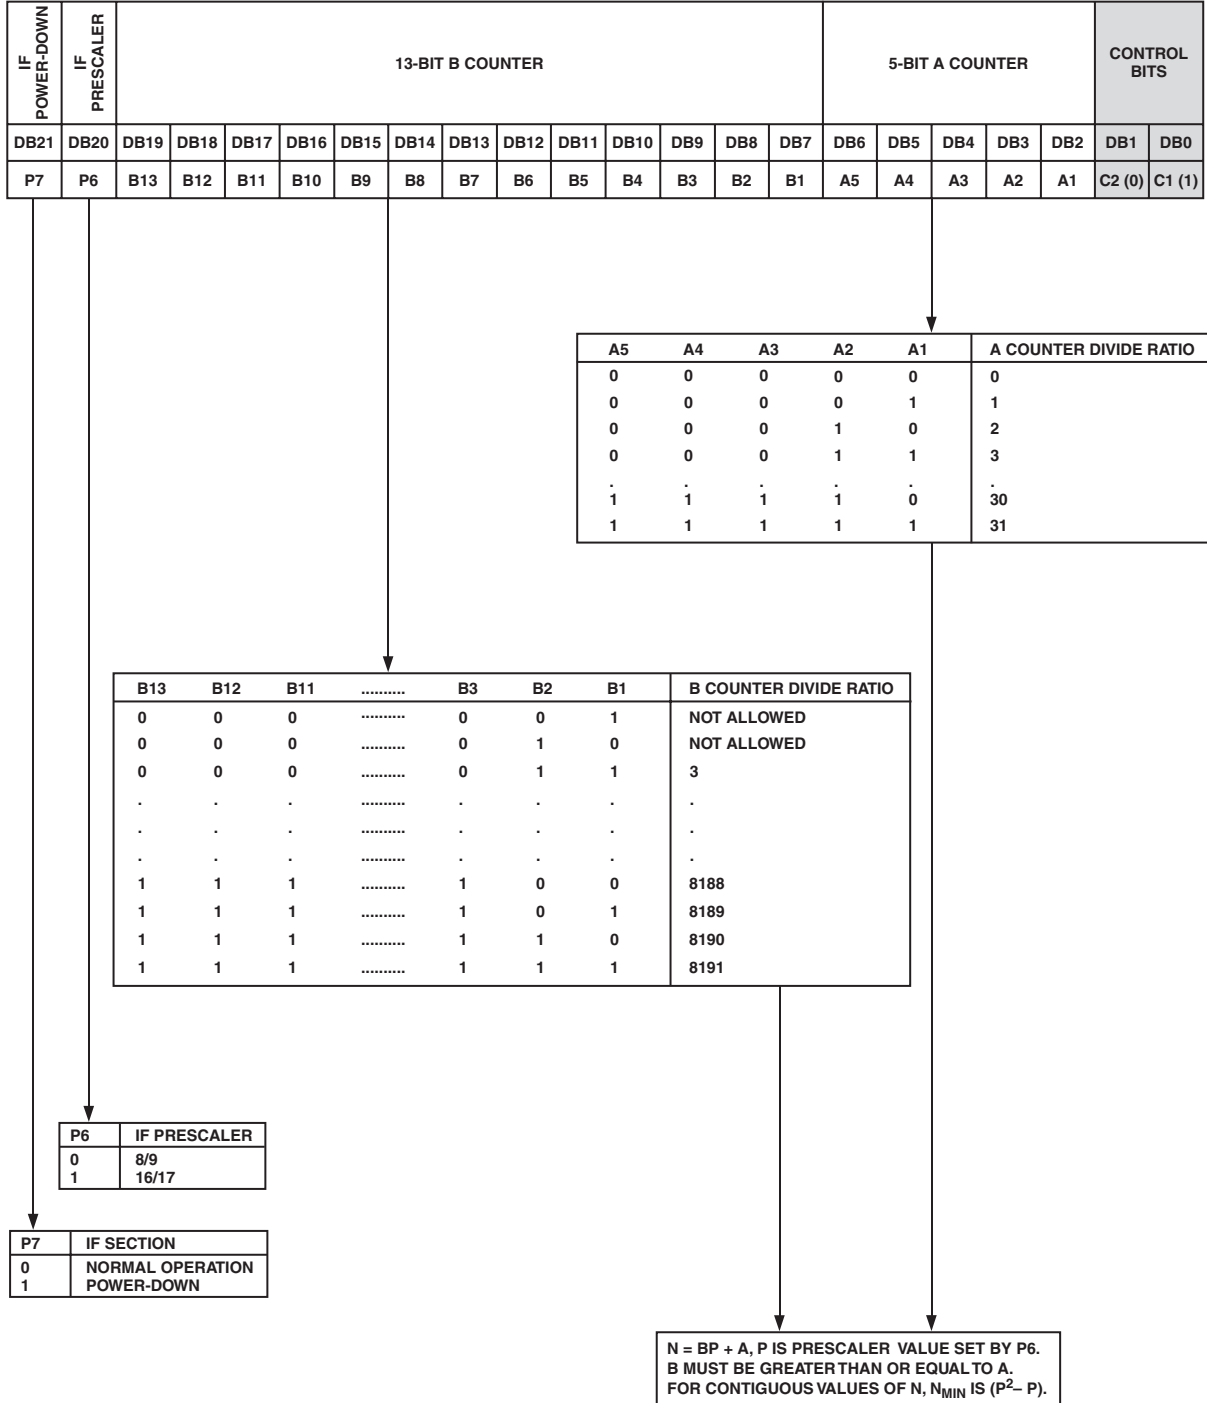 IF POWER-DOWN
IF PRESCALER
13-BIT B COUNTER
5-BIT A COUNTER
CONTROL BITS
DB21 DB20 DB19 DB18 DB17 DB16 DB15 DB14 DB13 DB12 DB11 DB10 DB9 DB8 DB7 DB6 DB5 DB4 DB3 DB2 DB1 DB0
P7 P6 B13 B12 B11 B10 B9 B8 B7 B6 B5 B4 B3 B2 B1 A5 A4 A3 A2 A1 C2 (0) C1 (1)
A5 A4 A3 A2 A1 A COUNTER DIVIDE RATIO
0 0 0 0 0 0
0 0 0 0 1 1
0 0 0 1 0 2
0 0 0 1 1 3
. . . . . .
1 1 1 1 0 30
1 1 1 1 1 31
B13 B12 B11 .......... B3 B2 B1 B COUNTER DIVIDE RATIO
0 0 0 .......... 0 0 1 NOT ALLOWED
0 0 0 .......... 0 1 0 NOT ALLOWED
0 0 0 .......... 0 1 1 3
. . . .......... . . . .
. . . .......... . . . .
. . . .......... . . . .
1 1 1 .......... 1 0 0 8188
1 1 1 .......... 1 0 1 8189
1 1 1 .......... 1 1 0 8190
1 1 1 .......... 1 1 1 8191
P6 IF PRESCALER
0 8/9
1 16/17
P7 IF SECTION
0 NORMAL OPERATION
1 POWER-DOWN
N = BP + A, P IS PRESCALER VALUE SET BY P6.
B MUST BE GREATER THAN OR EQUAL TO A.
FOR CONTIGUOUS VALUES OF N, NMIN IS (P² – P).